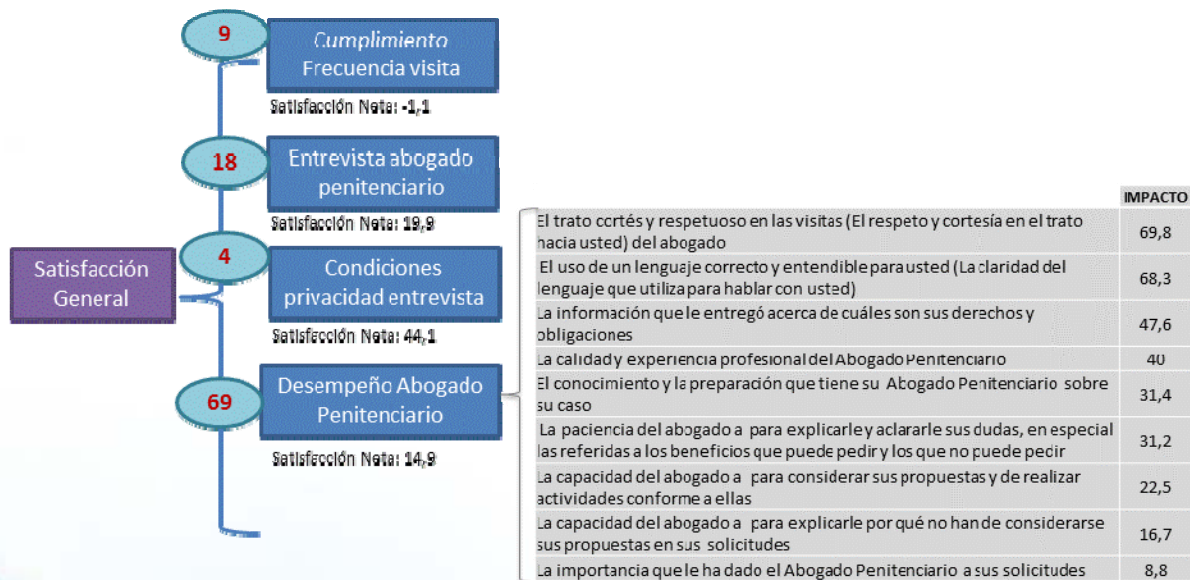 9
Cumplimiento
Frecuencia visita
Satisfacción Neta: -1,1
18
Entrevista abogado
penitenciario
Satisfacción Neta: 19,9
Satisfacción
General
4
Condiciones
privacidad entrevista
Satisfacción Neta: 44,1
69
Desempeño Abogado
Penitenciario
Satisfacción Neta: 14,9
IMPACTO
El trato cortés y respetuoso en las visitas (El respeto y cortesía en el trato
hacia usted) del abogado
69,8
El uso de un lenguaje correcto y entendible para usted (La claridad del
lenguaje que utiliza para hablar con usted)
68,3
La información que le entregó acerca de cuáles son sus derechos y
obligaciones
47,6
La calidad y experiencia profesional del Abogado Penitenciario 40
El conocimiento y la preparación que tiene su Abogado Penitenciario sobre
su caso
31,4
La paciencia del abogado a para explicarle y aclararle sus dudas, en especial
las referidas a los beneficios que puede pedir y los que no puede pedir
31,2
La capacidad del abogado a para considerar sus propuestas y de realizar
actividades conforme a ellas
22,5
La capacidad del abogado a para explicarle por qué no han de considerarse
sus propuestas en sus solicitudes
16,7
La importancia que le ha dado el Abogado Penitenciario a sus solicitudes 8,8